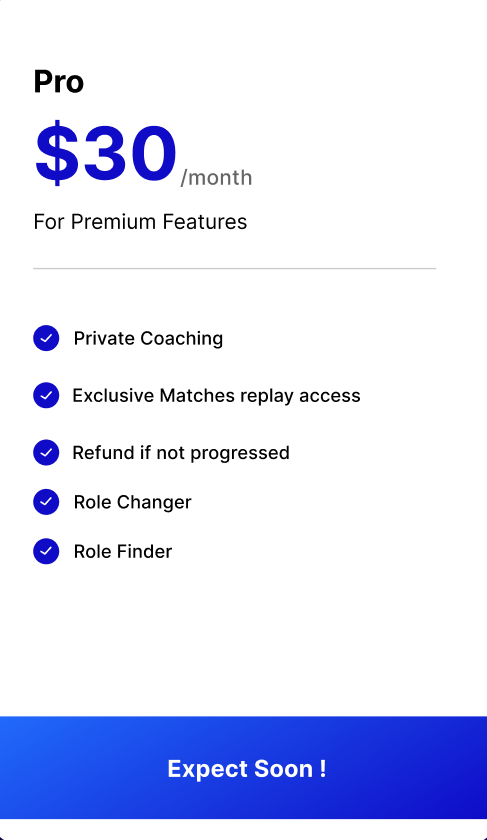 Pro
$30/month
For Premium Features
Private Coaching
Exclusive Matches replay access
Refund if not progressed
Role Changer
Role Finder
Expect Soon !